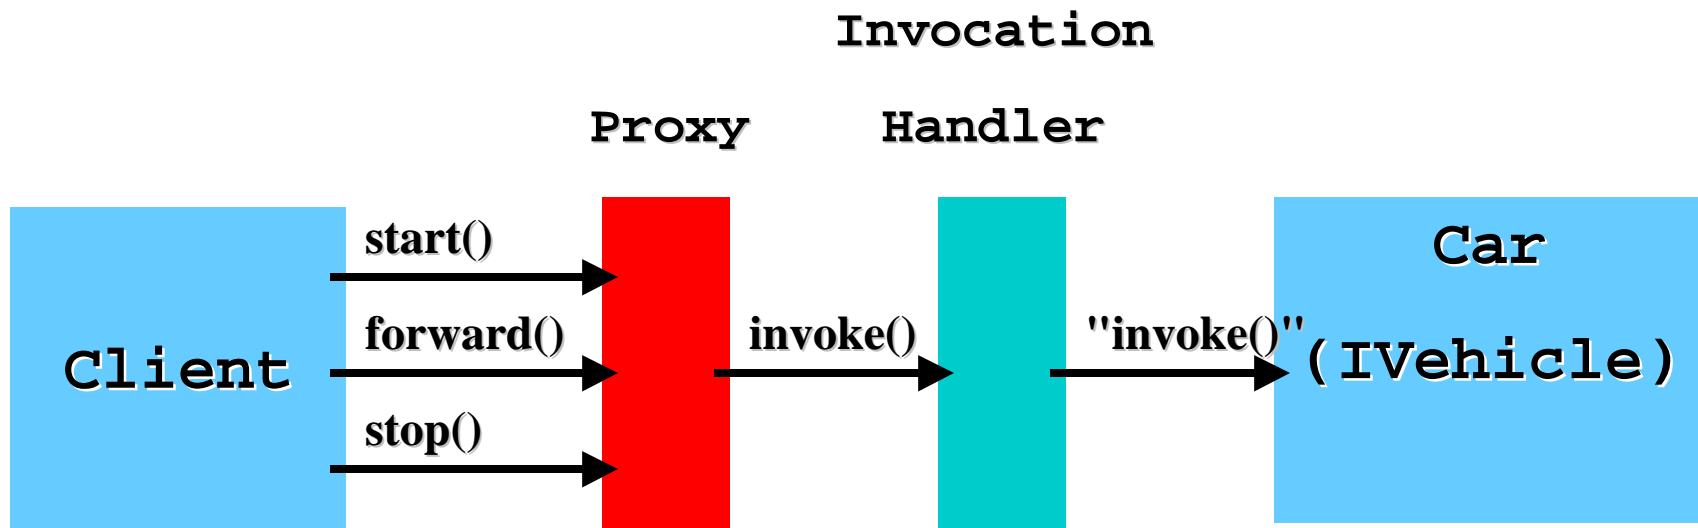 Invocation
Proxy Handler
start()
forward()
stop()
Client
invoke()
"invoke()"
Car
(IVehicle)